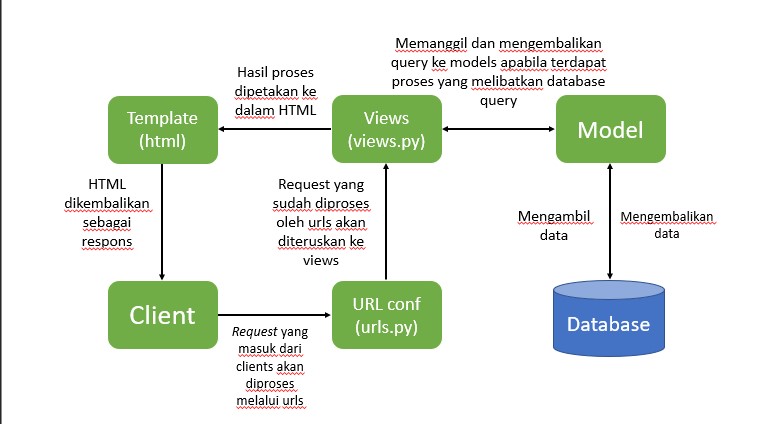 Memanggil dan mengembalikan
query ke models apabila terdapat
proses yang melibatkan database
query
Hasil proses
dipetakan ke
dalam HTML
Template
(html)
Views
(views.py)
Model
HTML
dikembalikan
sebagai
respons
Request yang
sudah diproses
oleh urls akan
diteruskan ke
views
Mengambil
data
Mengembalikan
data
Client
URL conf
(urls.py)
Database
Request yang
masuk dari
clients akan
diproses
melalui urls